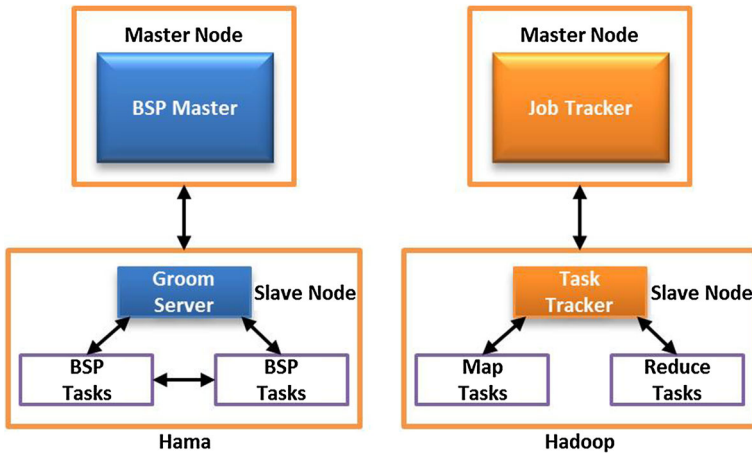 Master Node
BSP Master
Groom
Server
Slave Node
BSP
Tasks
BSP
Tasks
Hama
Master Node
Job Tracker
Task
Tracker
Slave Node
Map
Tasks
Reduce
Tasks
Hadoop